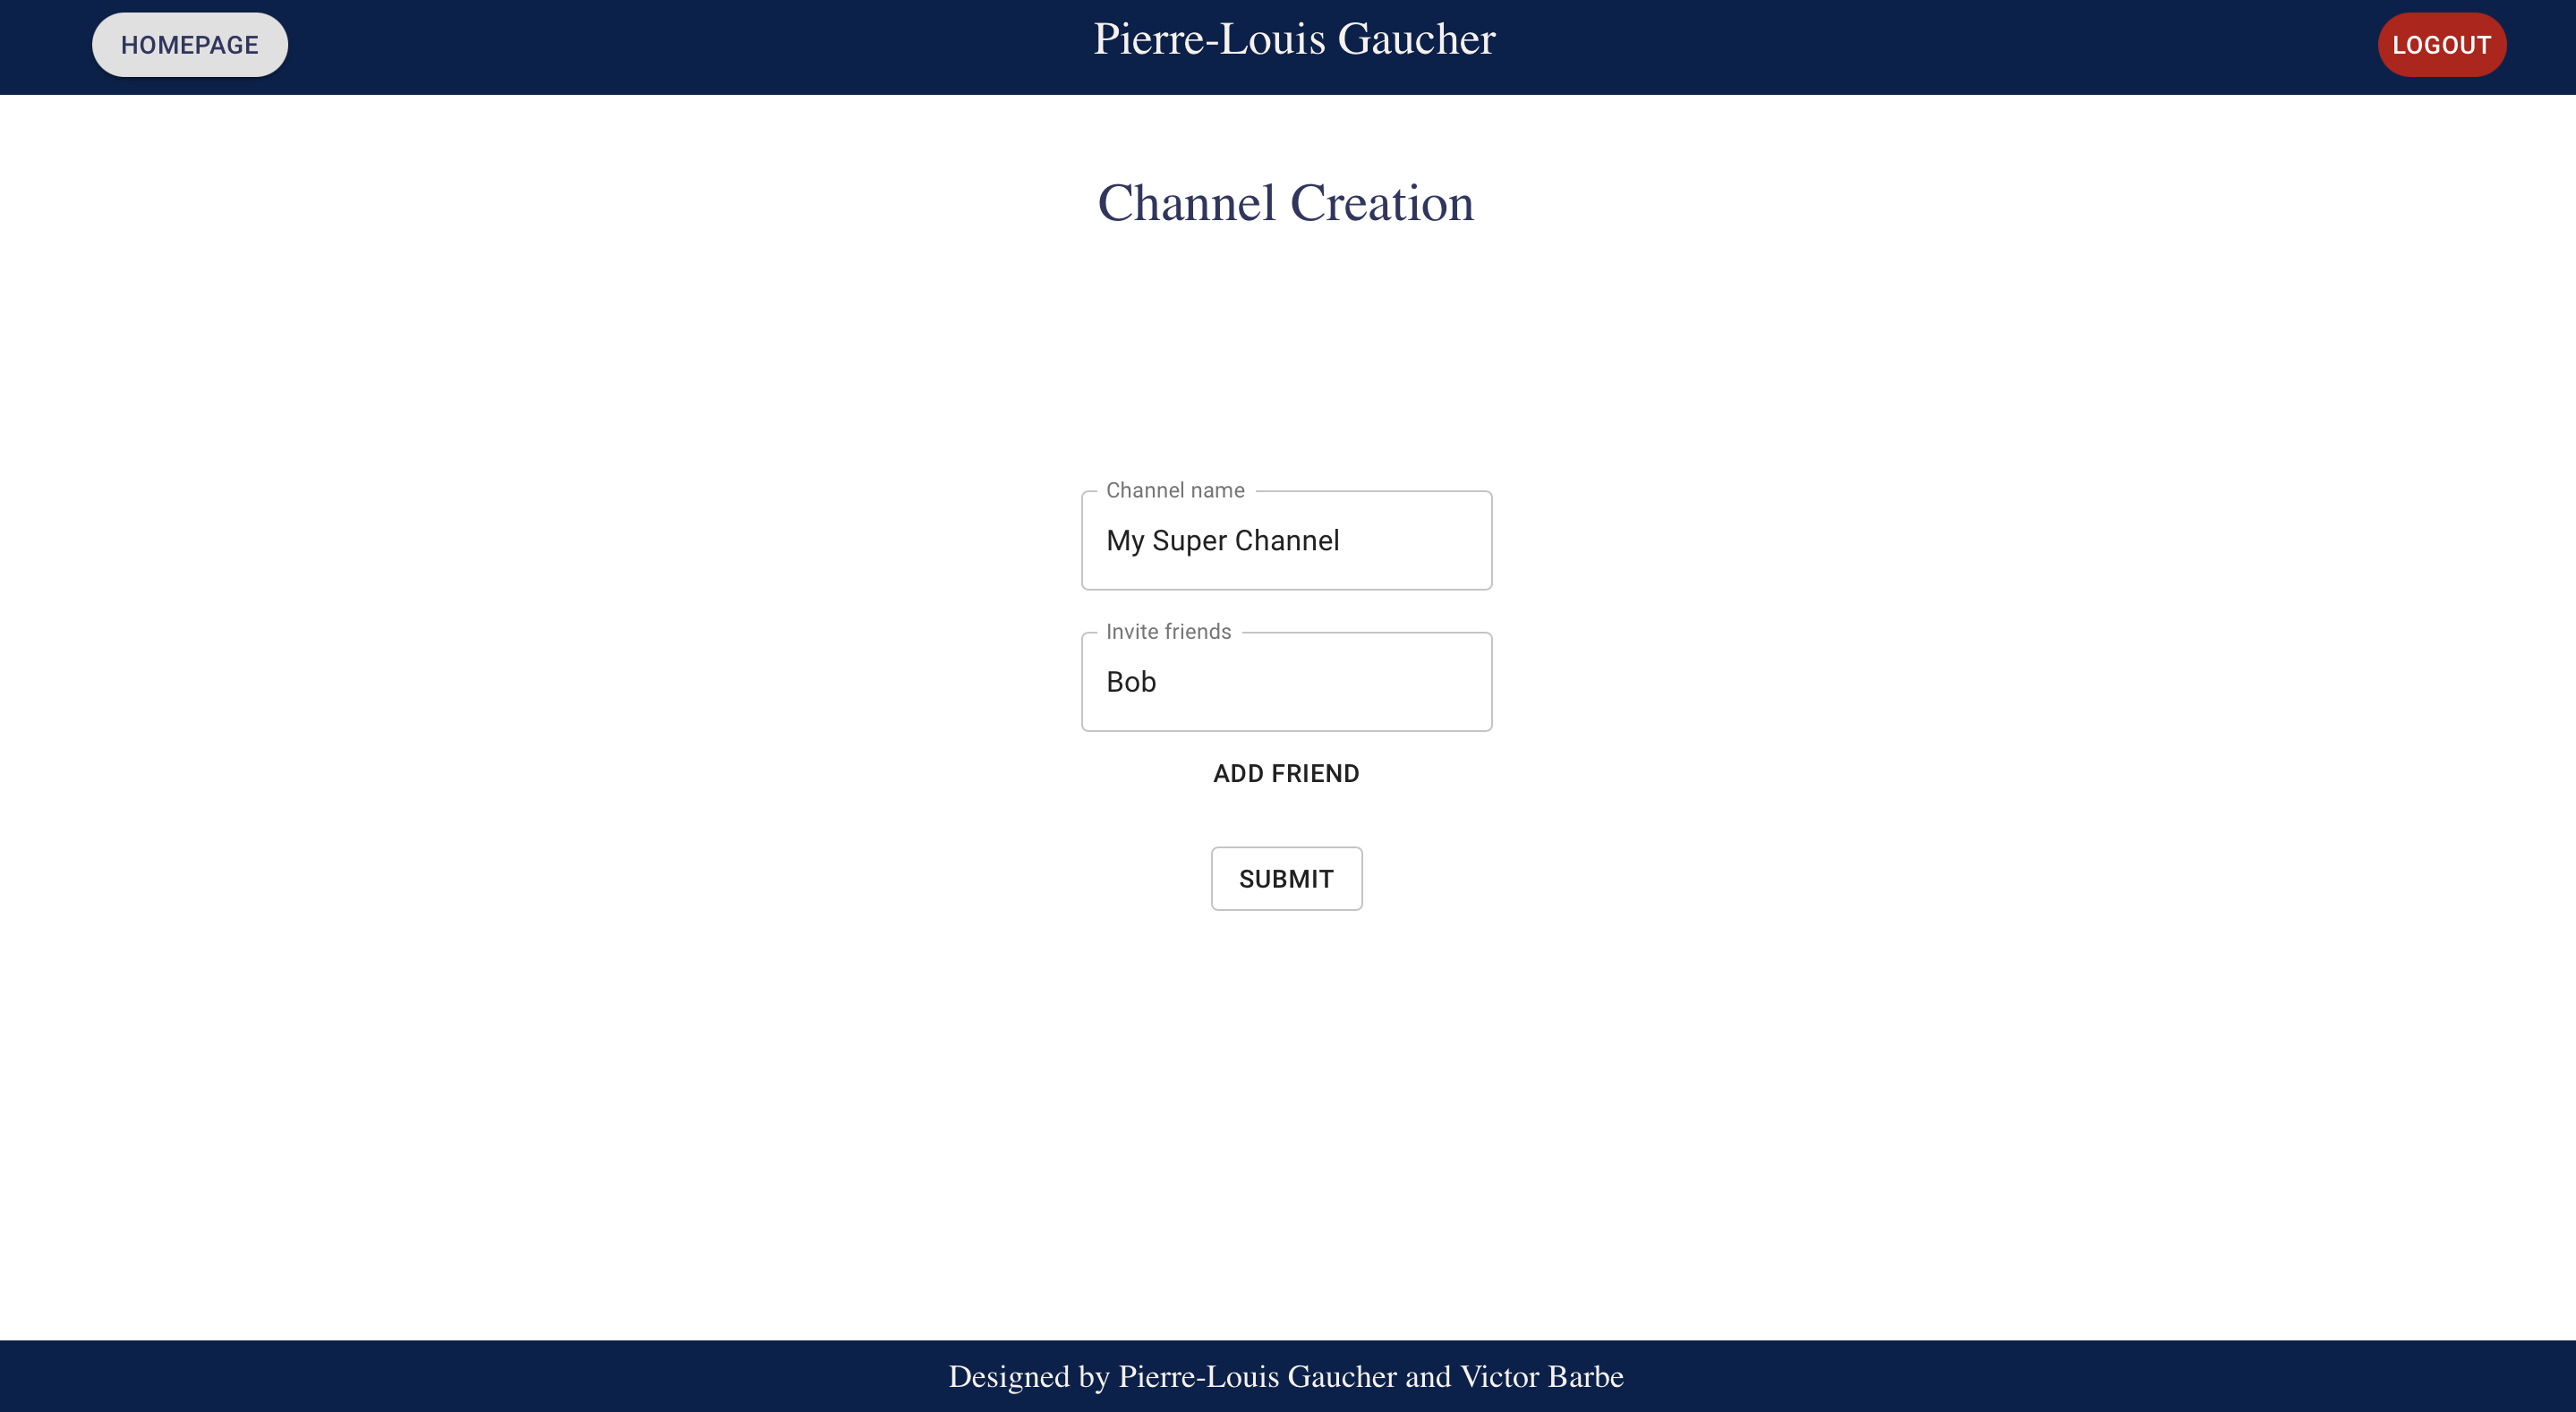 HOMEPAGE
Pierre-Louis Gaucher
LOGOUT
Channel Creation
Channel name
My Super Channel
Invite friends
Bob
ADD FRIEND
SUBMIT
Designed by Pierre-Louis Gaucher and Victor Barbe